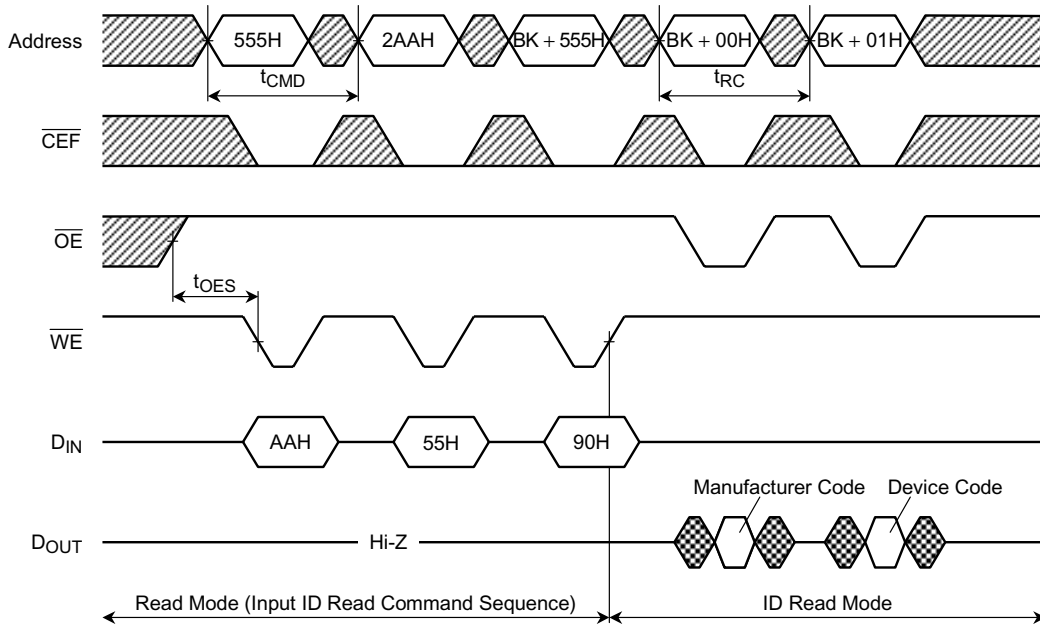 Address
555H
2AAH
BK + 555H
BK + 00H
BK + 01H
tCMD
tRC
CEF
OE
tOES
WE
DIN
AAH
55H
90H
Manufacturer Code
Device Code
DOUT
Hi-Z
Read Mode (Input ID Read Command Sequence)
ID Read Mode